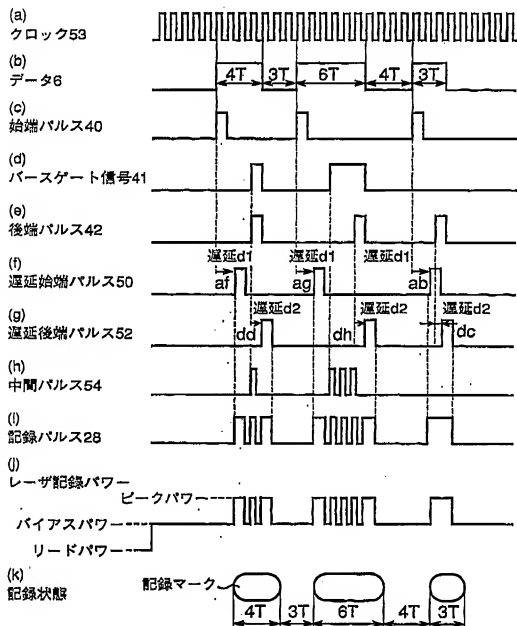 (a)
クロック53
(b)
データ6
4T 3T 6T 4T 3T
(c)
始端パルス40
(d)
バースゲート信号41
(e)
後端パルス42
遅延d1 遅延d1 遅延d1
(f)
遅延始端パルス50
af ag ab
遅延d2 遅延d2 遅延d2
(g)
遅延後端パルス52
dd dh dc
(h)
中間パルス54
(i)
記録パルス28
(j)
レーザ記録パワー
ピークパワー
バイアスパワー
リードパワー
(k)
記録状態
記録マーク
4T 3T 6T 4T 3T